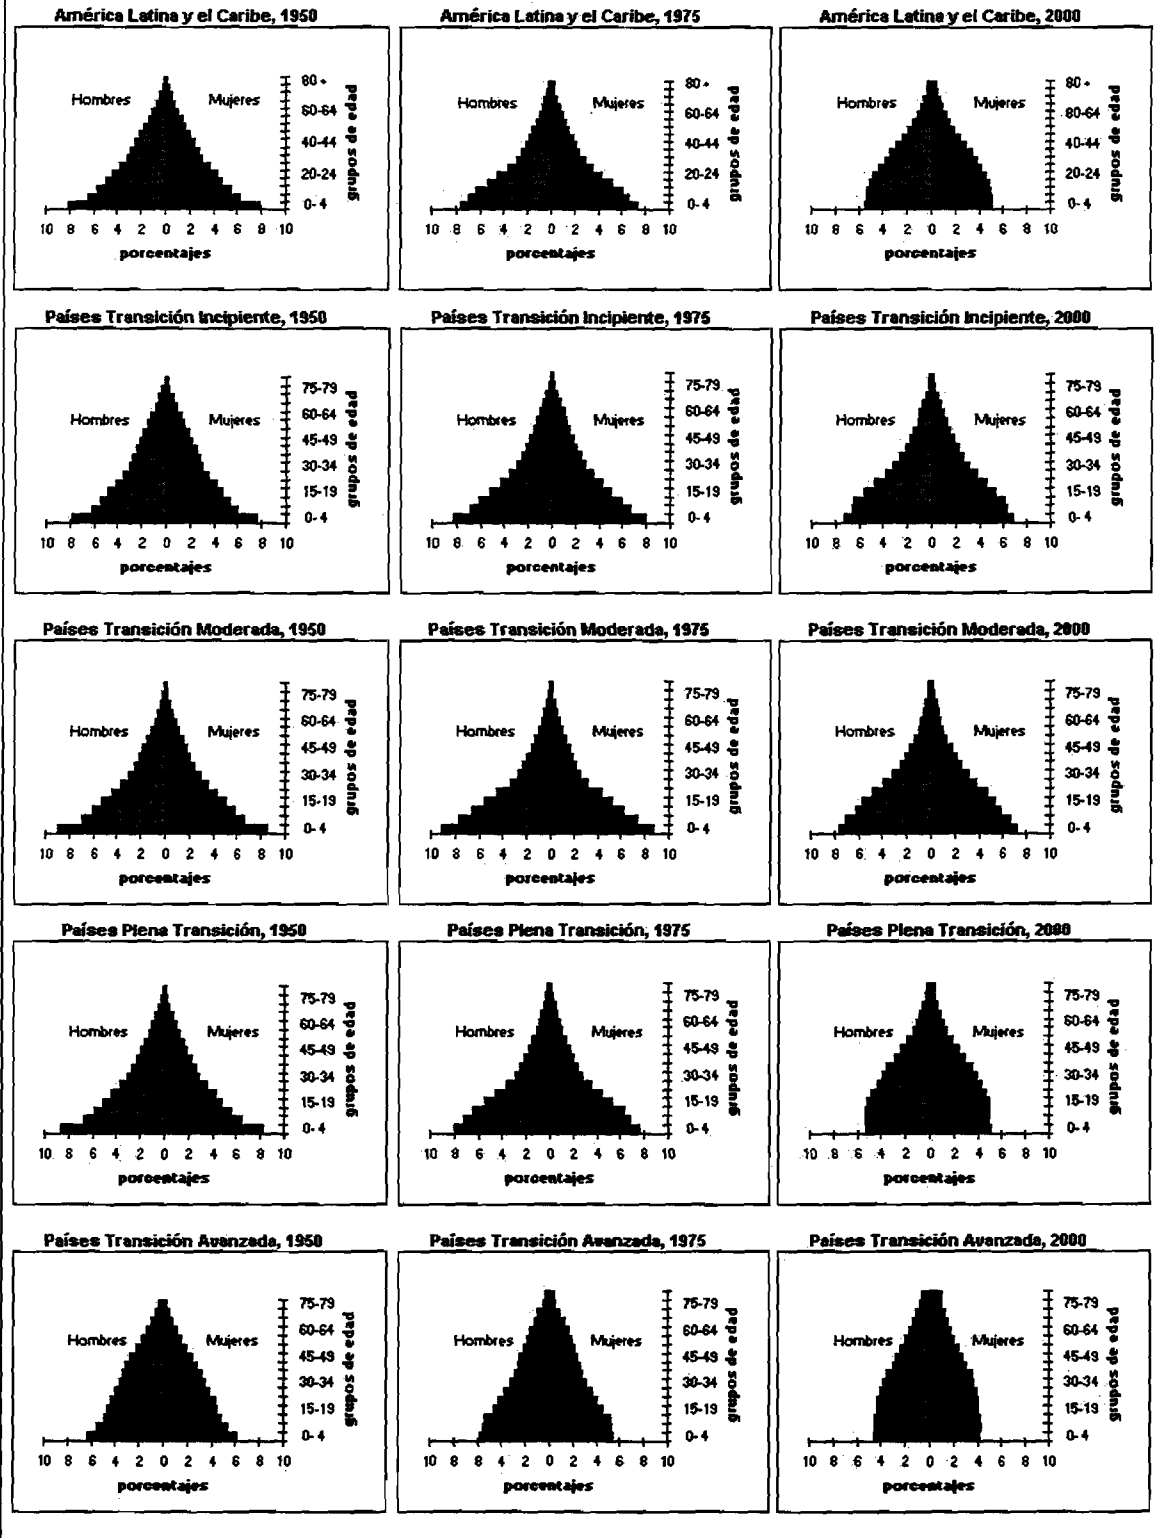 América Latina y el Caribe, 1950
Hombres Mujeres
80 +
60-64
40-44
20-24
0- 4
grupos de edad
10 8 6 4 2 0 2 4 6 8 10
porcentajes
América Latina y el Caribe, 1975
Hombres Mujeres
80 +
60-64
40-44
20-24
0- 4
grupos de edad
10 8 6 4 2 0 2 4 6 8 10
porcentajes
América Latina y el Caribe, 2000
Hombres Mujeres
80 +
60-64
40-44
20-24
0- 4
grupos de edad
10 8 6 4 2 0 2 4 6 8 10
porcentajes
Países Transición Incipiente, 1950
Hombres Mujeres
75-79
60-64
45-49
30-34
15-19
0- 4
grupos de edad
10 8 6 4 2 0 2 4 6 8 10
porcentajes
Países Transición Incipiente, 1975
Hombres Mujeres
75-79
60-64
45-49
30-34
15-19
0- 4
grupos de edad
10 8 6 4 2 0 2 4 6 8 10
porcentajes
Países Transición Incipiente, 2000
Hombres Mujeres
75-79
60-64
45-49
30-34
15-19
0- 4
grupos de edad
10 8 6 4 2 0 2 4 6 8 10
porcentajes
Países Transición Moderada, 1950
Hombres Mujeres
75-79
60-64
45-49
30-34
15-19
0- 4
grupos de edad
10 8 6 4 2 0 2 4 6 8 10
porcentajes
Países Transición Moderada, 1975
Hombres Mujeres
75-79
60-64
45-49
30-34
15-19
0- 4
grupos de edad
10 8 6 4 2 0 2 4 6 8 10
porcentajes
Países Transición Moderada, 2000
Hombres Mujeres
75-79
60-64
45-49
30-34
15-19
0- 4
grupos de edad
10 8 6 4 2 0 2 4 6 8 10
porcentajes
Países Plena Transición, 1950
Hombres Mujeres
75-79
60-64
45-49
30-34
15-19
0- 4
grupos de edad
10 8 6 4 2 0 2 4 6 8 10
porcentajes
Países Plena Transición, 1975
Hombres Mujeres
75-79
60-64
45-49
30-34
15-19
0- 4
grupos de edad
10 8 6 4 2 0 2 4 6 8 10
porcentajes
Países Plena Transición, 2000
Hombres Mujeres
75-79
60-64
45-49
30-34
15-19
0- 4
grupos de edad
10 8 6 4 2 0 2 4 6 8 10
porcentajes
Países Transición Avanzada, 1950
Hombres Mujeres
75-79
60-64
45-49
30-34
15-19
0- 4
grupos de edad
10 8 6 4 2 0 2 4 6 8 10
porcentajes
Países Transición Avanzada, 1975
Hombres Mujeres
75-79
60-64
45-49
30-34
15-19
0- 4
grupos de edad
10 8 6 4 2 0 2 4 6 8 10
porcentajes
Países Transición Avanzada, 2000
Hombres Mujeres
75-79
60-64
45-49
30-34
15-19
0- 4
grupos de edad
10 8 6 4 2 0 2 4 6 8 10
porcentajes